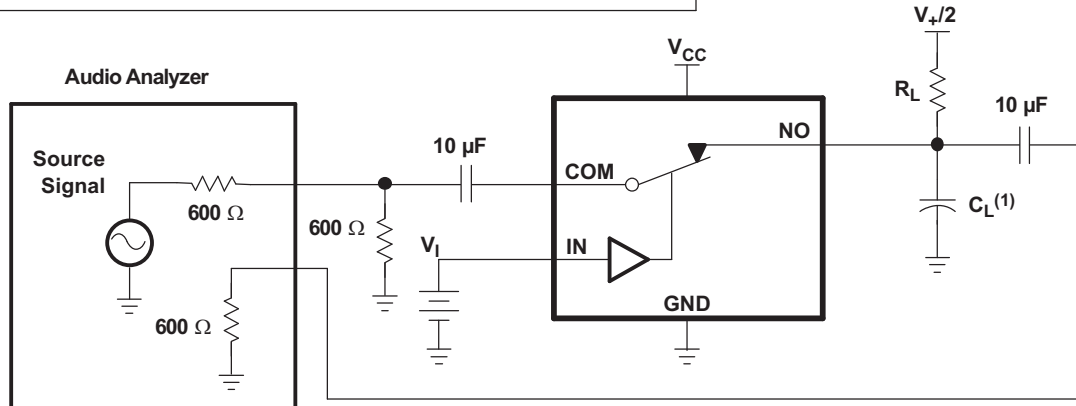 V+/2
VCC
Audio Analyzer
RL
10 µF
NO
10 µF
Source
Signal
COM
600 Ω
CL(1)
600 Ω
VI
IN
GND
600 Ω